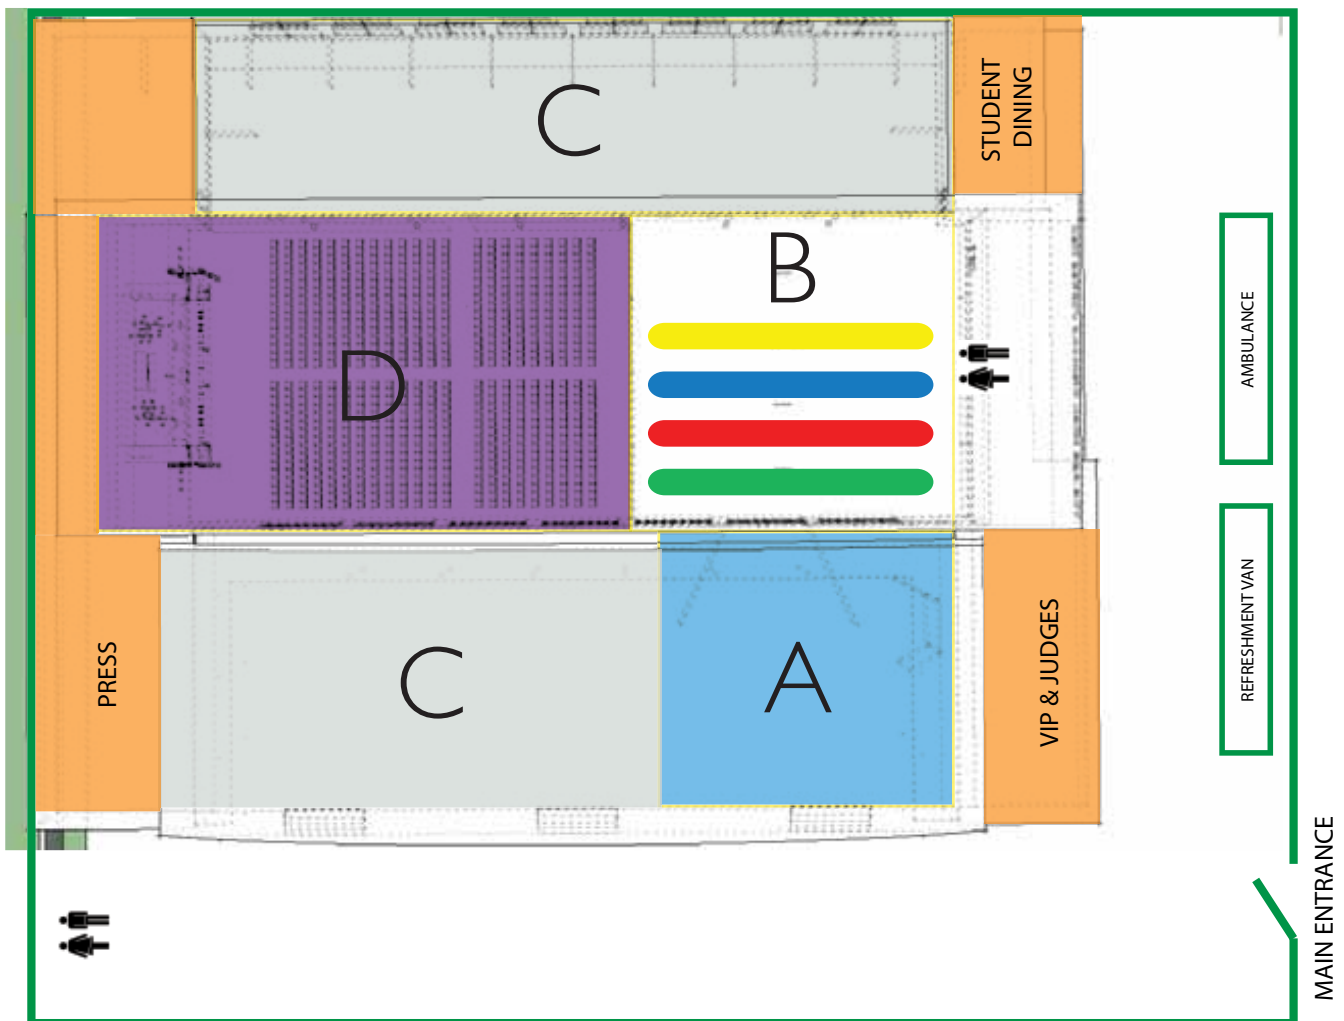 C
STUDENT
DINING
B
D
AMBULANCE
PRESS
C
A
VIP & JUDGES
REFRESHMENT VAN
MAIN ENTRANCE